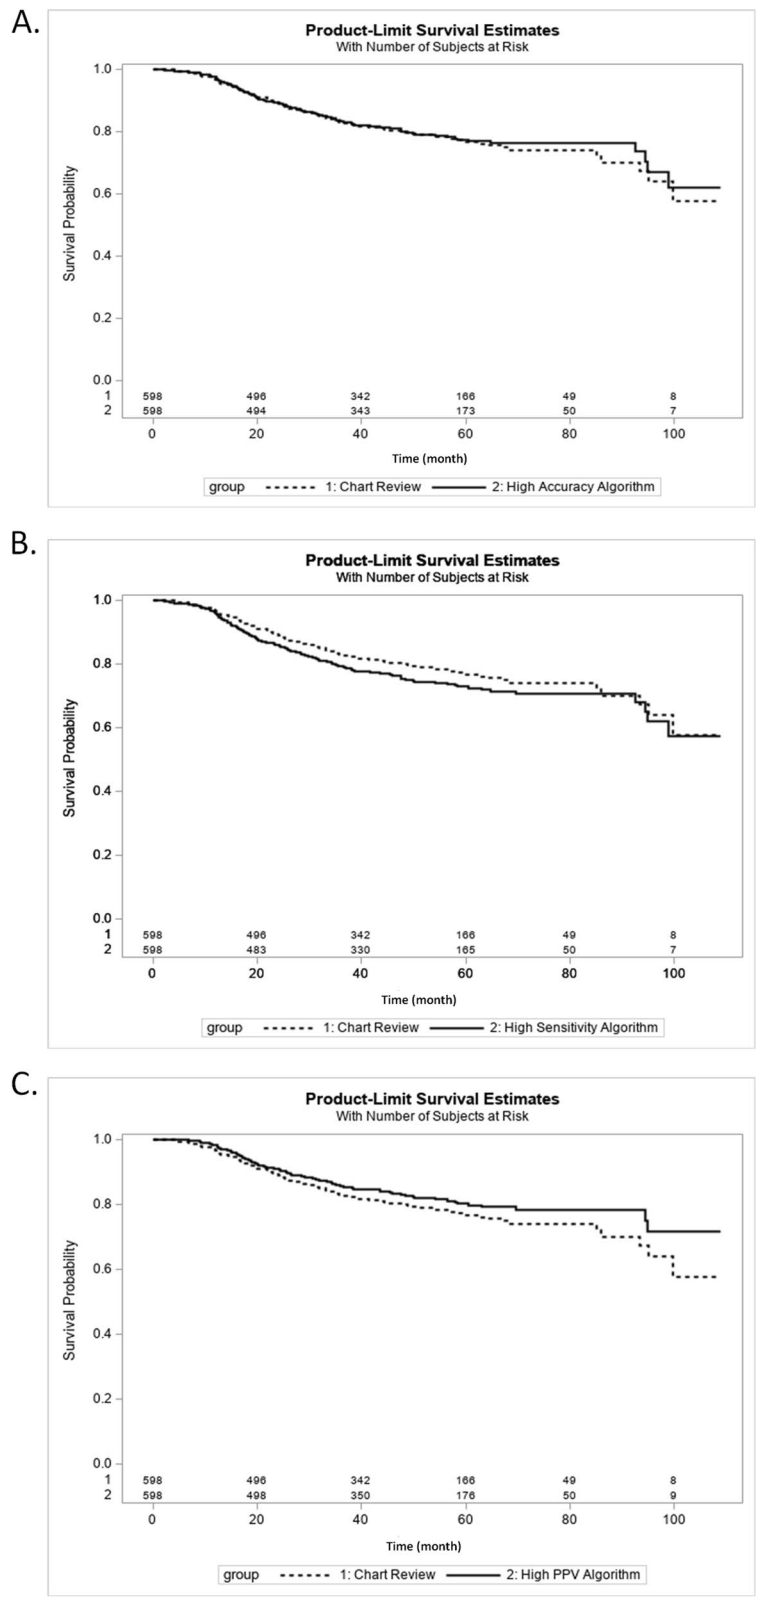 A.
Product-Limit Survival Estimates
With Number of Subjects at Risk
Survival Probability
1.0
0.8
0.6
0.4
0.2
0.0
1 598 496 342 166 49 8
2 598 494 343 173 50 7
0 20 40 60 80 100
Time (month)
group 1: Chart Review 2: High Accuracy Algorithm
B.
Product-Limit Survival Estimates
With Number of Subjects at Risk
Survival Probability
1.0
0.8
0.6
0.4
0.2
0.0
1 598 496 342 166 49 8
2 598 483 330 165 50 7
0 20 40 60 80 100
Time (month)
group 1: Chart Review 2: High Sensitivity Algorithm
C.
Product-Limit Survival Estimates
With Number of Subjects at Risk
Survival Probability
1.0
0.8
0.6
0.4
0.2
0.0
1 598 496 342 166 49 8
2 598 498 350 176 50 9
0 20 40 60 80 100
Time (month)
group 1: Chart Review 2: High PPV Algorithm